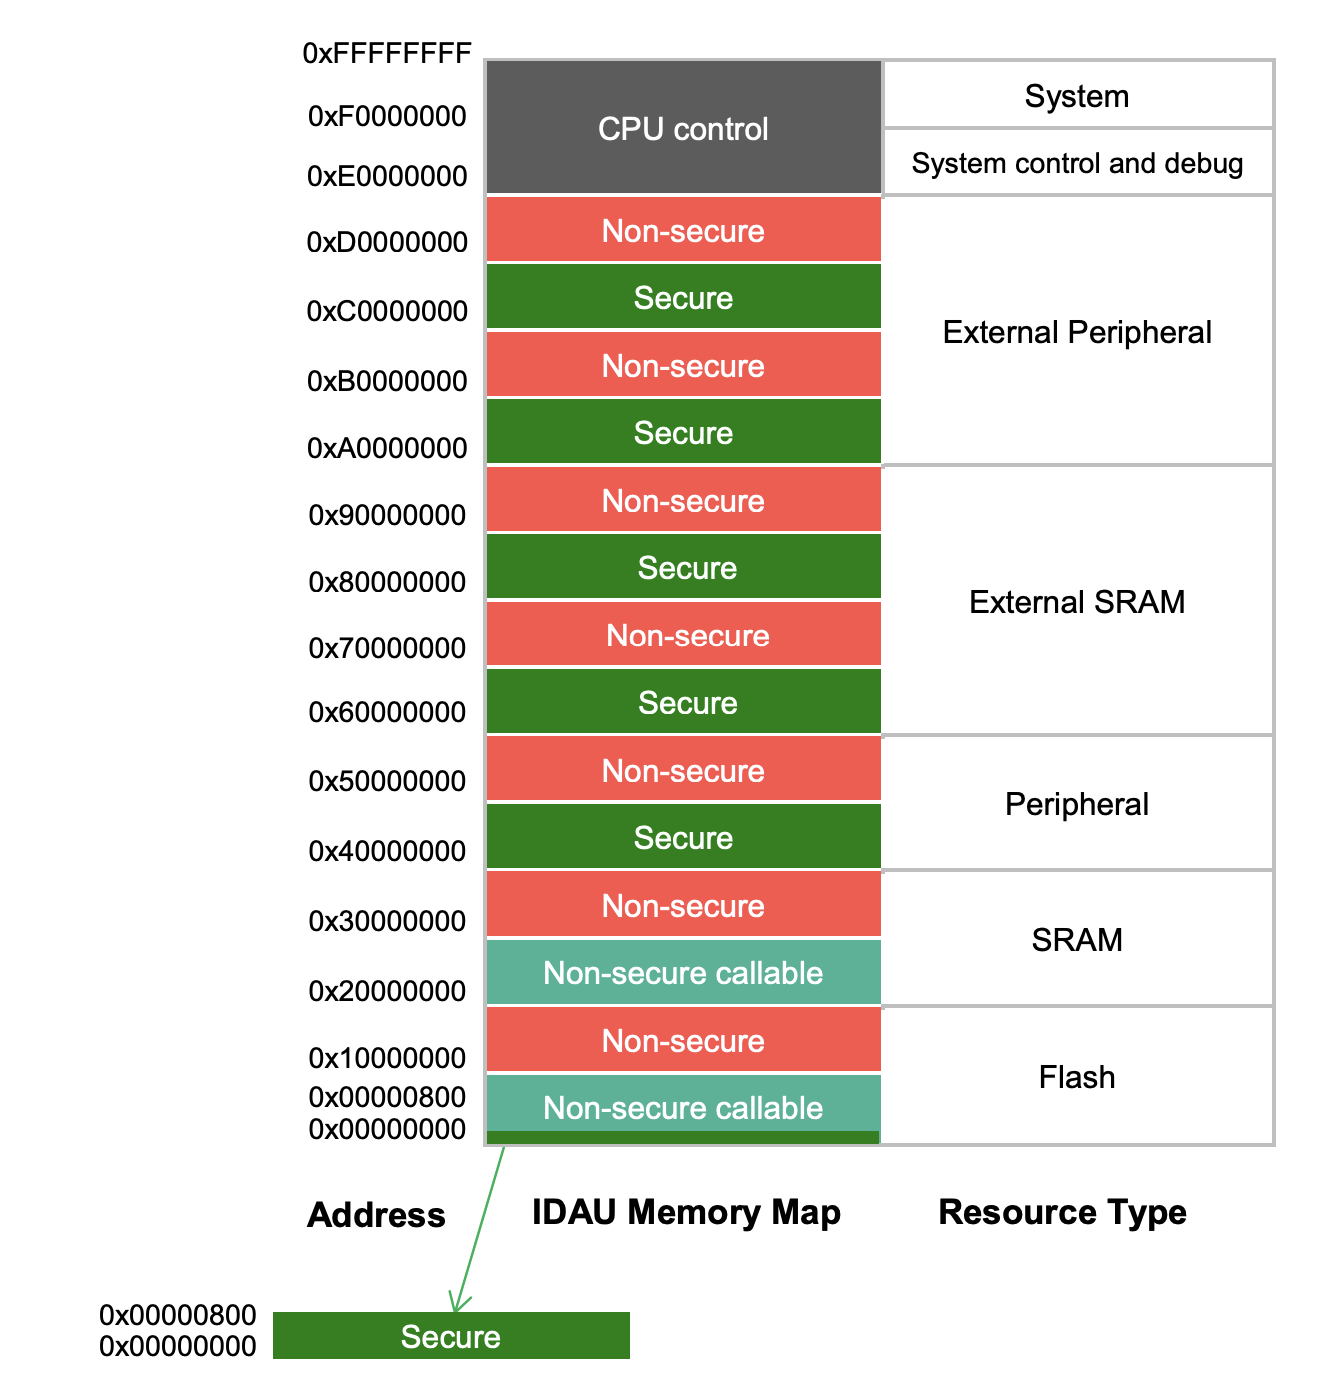 0xFFFFFFFF
System
0xF0000000
CPU control
System control and debug
0xE0000000
Non-secure
0xD0000000
Secure
0xC0000000
External Peripheral
Non-secure
0xB0000000
Secure
0xA0000000
Non-secure
0x90000000
Secure
0x80000000
External SRAM
Non-secure
0x70000000
Secure
0x60000000
Non-secure
0x50000000
Peripheral
Secure
0x40000000
Non-secure
0x30000000
SRAM
Non-secure callable
0x20000000
Non-secure
0x10000000
Flash
0x00000800
Non-secure callable
0x00000000
Address
IDAU Memory Map
Resource Type
0x00000800
Secure
0x00000000